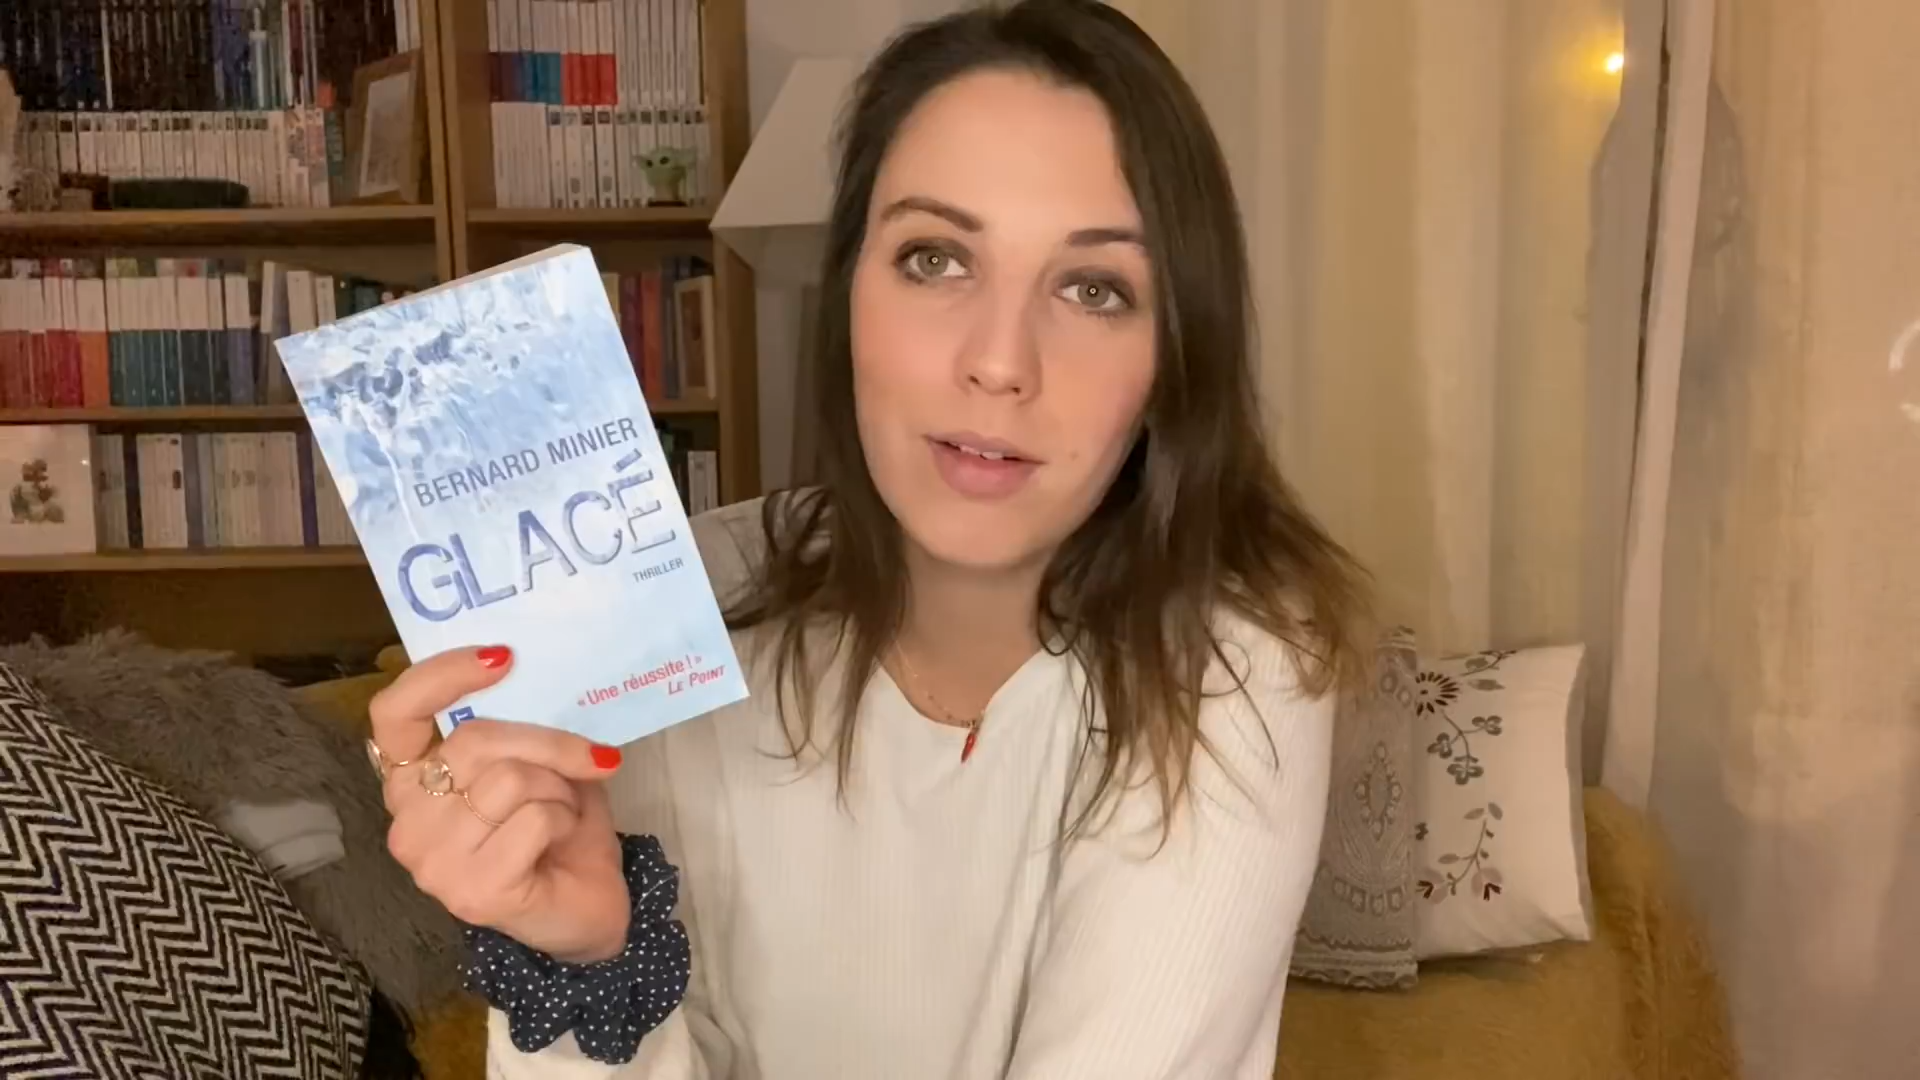 BERNARD MINIER
GLACÉ
THRILLER
« Une réussite ! »
LE POINT